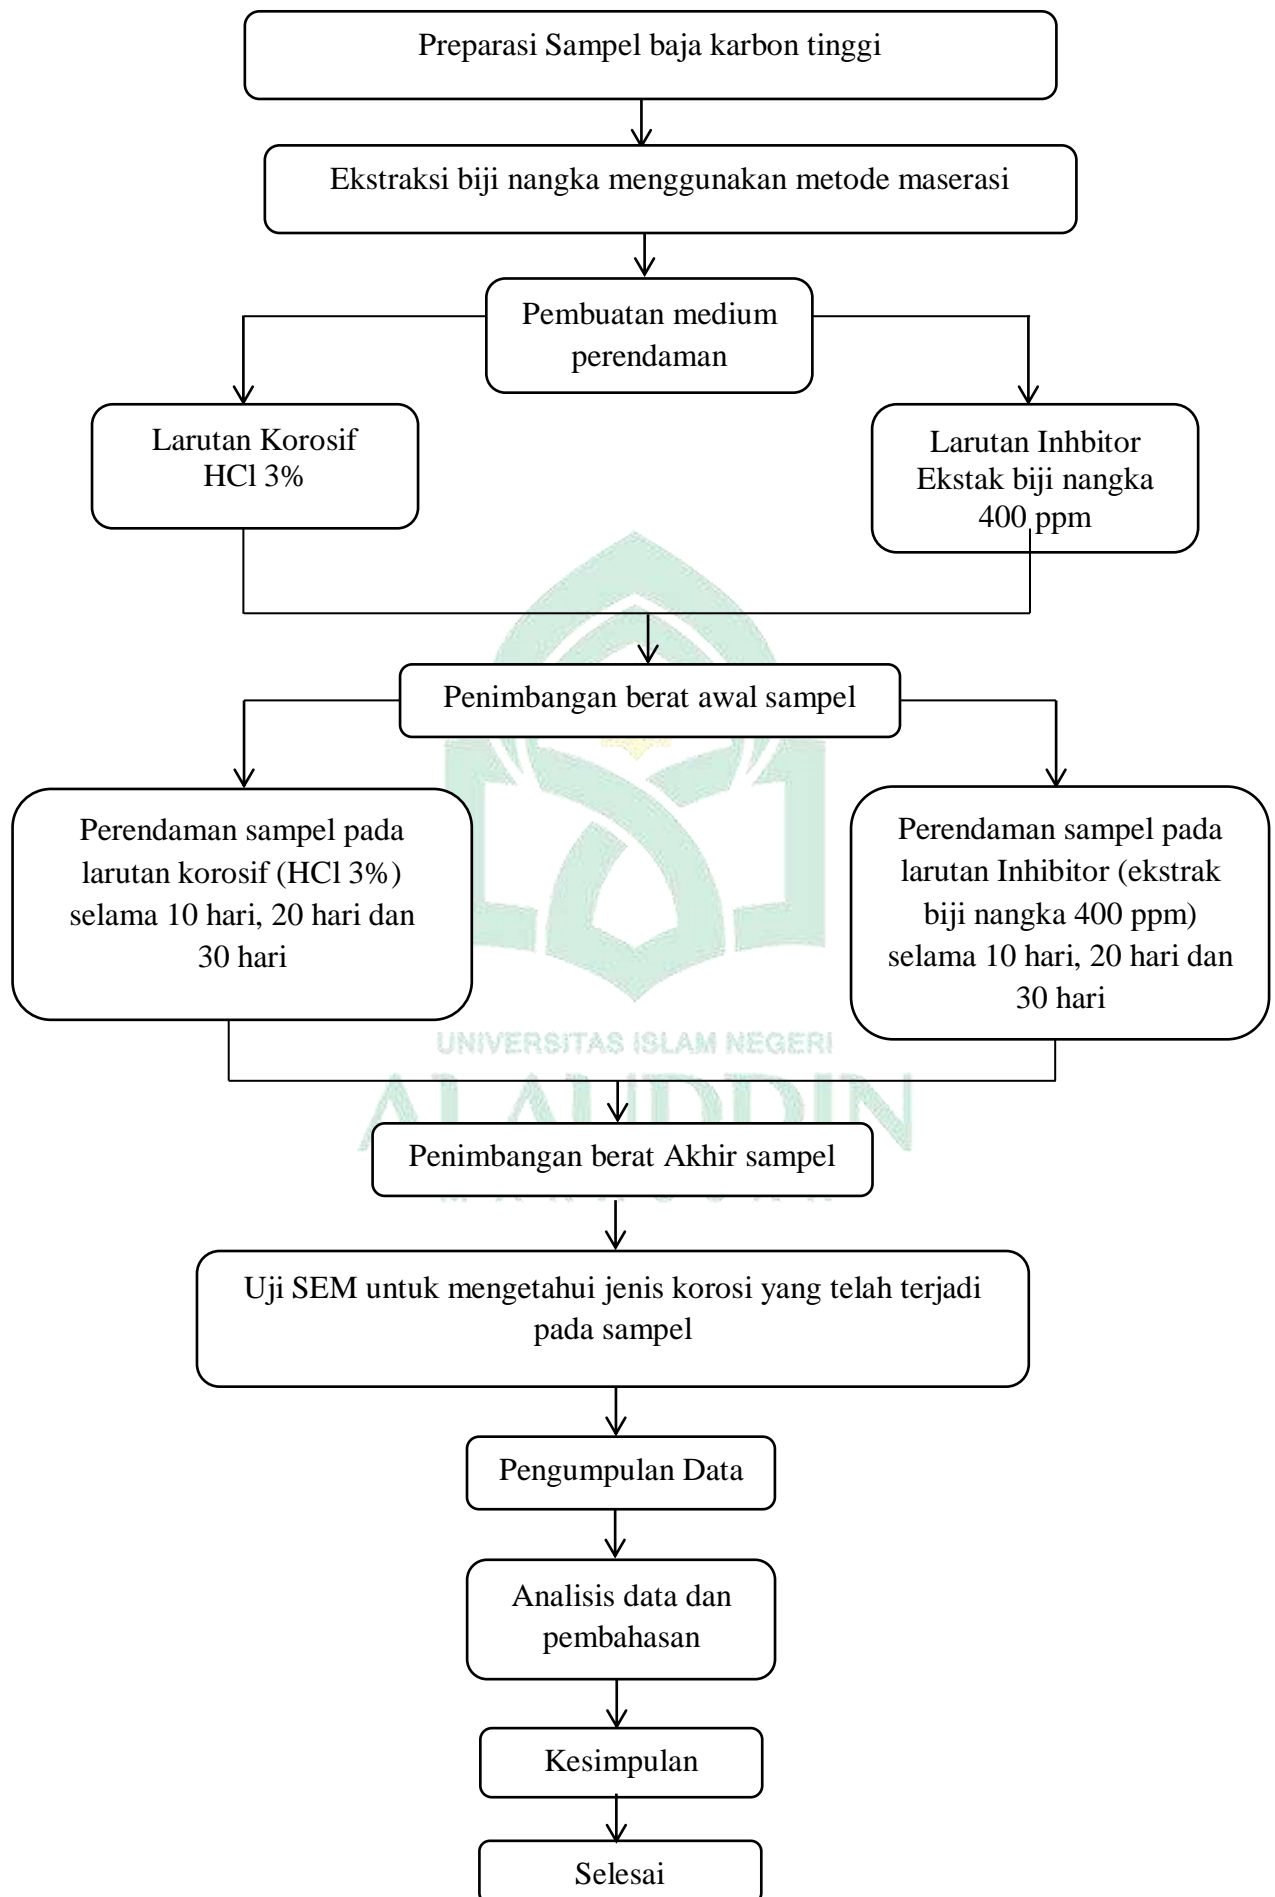 Preparasi Sampel baja karbon tinggi
Ekstraksi biji nangka menggunakan metode maserasi
Pembuatan medium
perendaman
Larutan Korosif
HCl 3%
Larutan Inhbitor
Ekstak biji nangka
400 ppm
Penimbangan berat awal sampel
Perendaman sampel pada
larutan korosif (HCl 3%)
selama 10 hari, 20 hari dan
30 hari
Perendaman sampel pada
larutan Inhibitor (ekstrak
biji nangka 400 ppm)
selama 10 hari, 20 hari dan
30 hari
UNIVERSITAS ISLAM NEGERI
ALAUDDIN
Penimbangan berat Akhir sampel
Uji SEM untuk mengetahui jenis korosi yang telah terjadi
pada sampel
Pengumpulan Data
Analisis data dan
pembahasan
Kesimpulan
Selesai